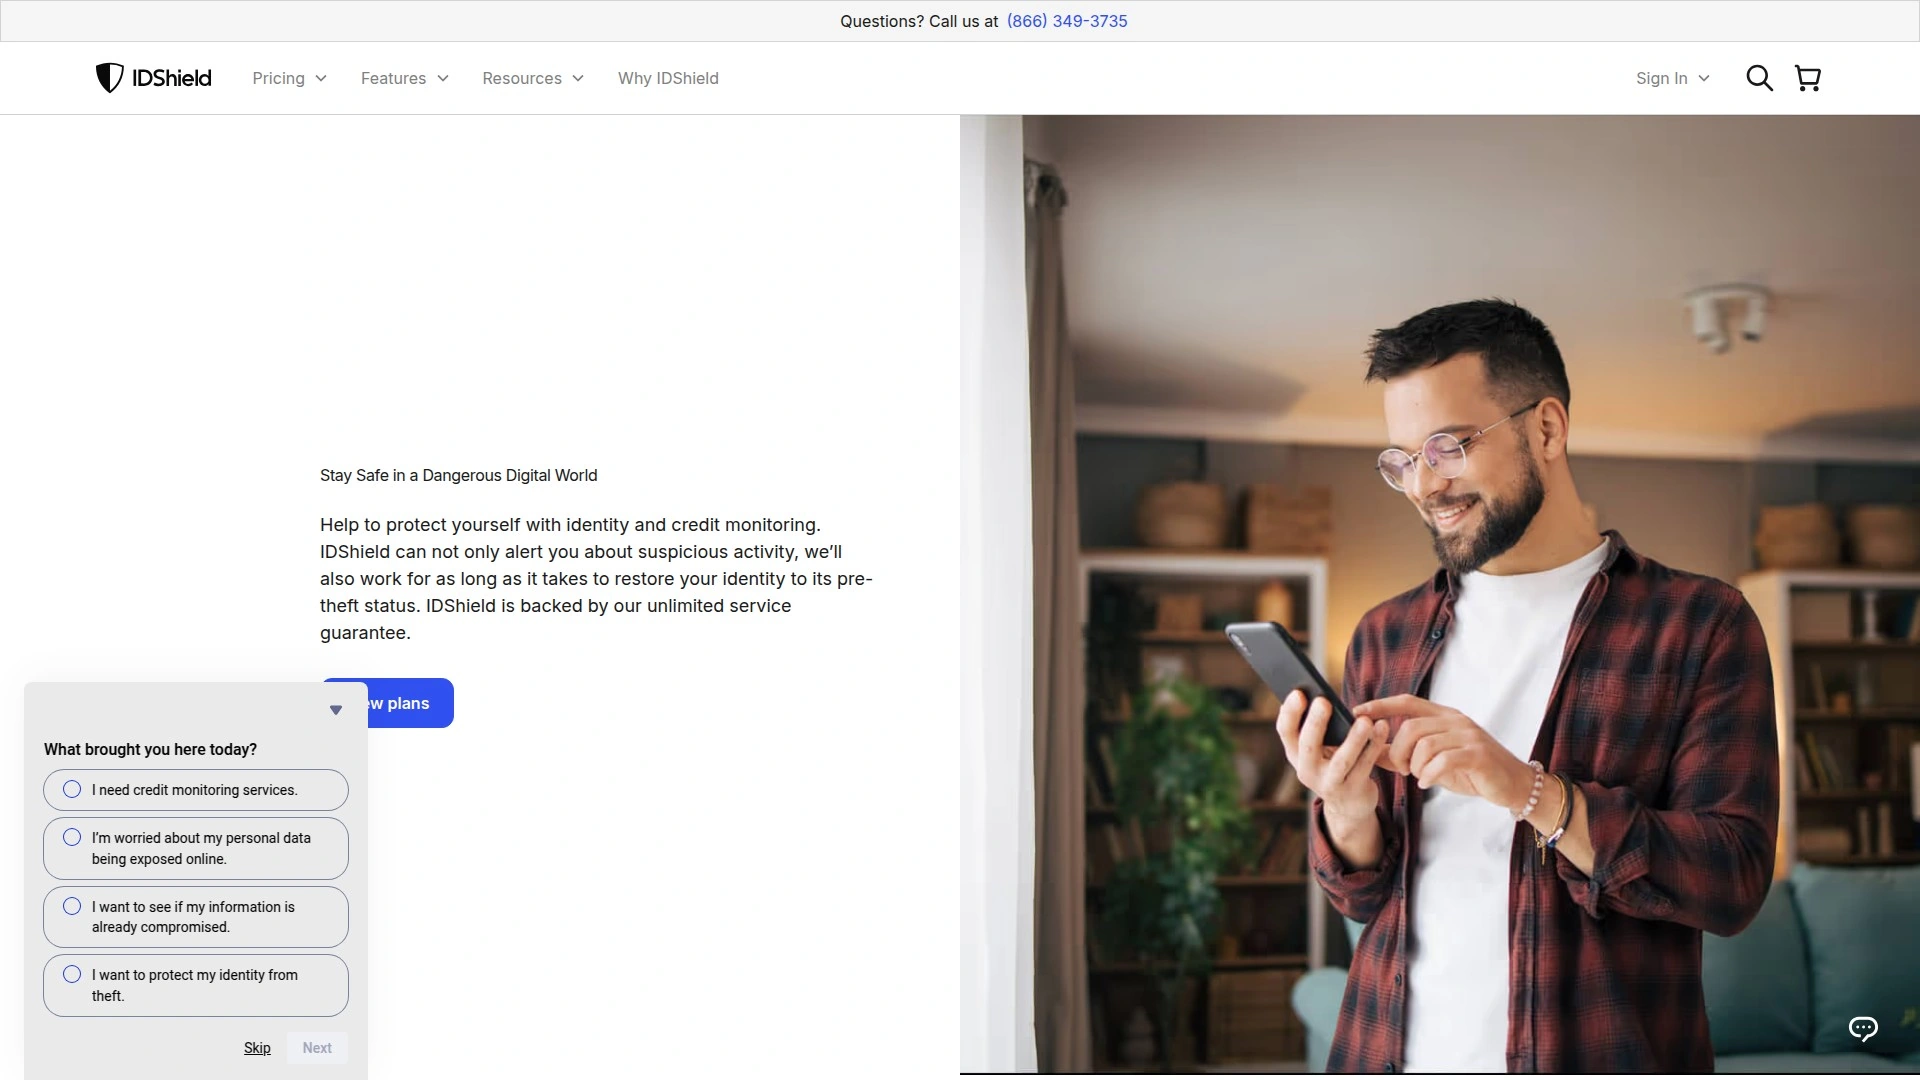 Questions? Call us at (866) 349-3735
IDShield
Pricing
Features
Resources
Why IDShield
Sign In
Stay Safe in a Dangerous Digital World
Help to protect yourself with identity and credit monitoring.
IDShield can not only alert you about suspicious activity, we’ll
also work for as long as it takes to restore your identity to its pre-
theft status. IDShield is backed by our unlimited service
guarantee.
plans
What brought you here today?
I need credit monitoring services.
I’m worried about my personal data
being exposed online.
I want to see if my information is
already compromised.
I want to protect my identity from
theft.
Skip
Next